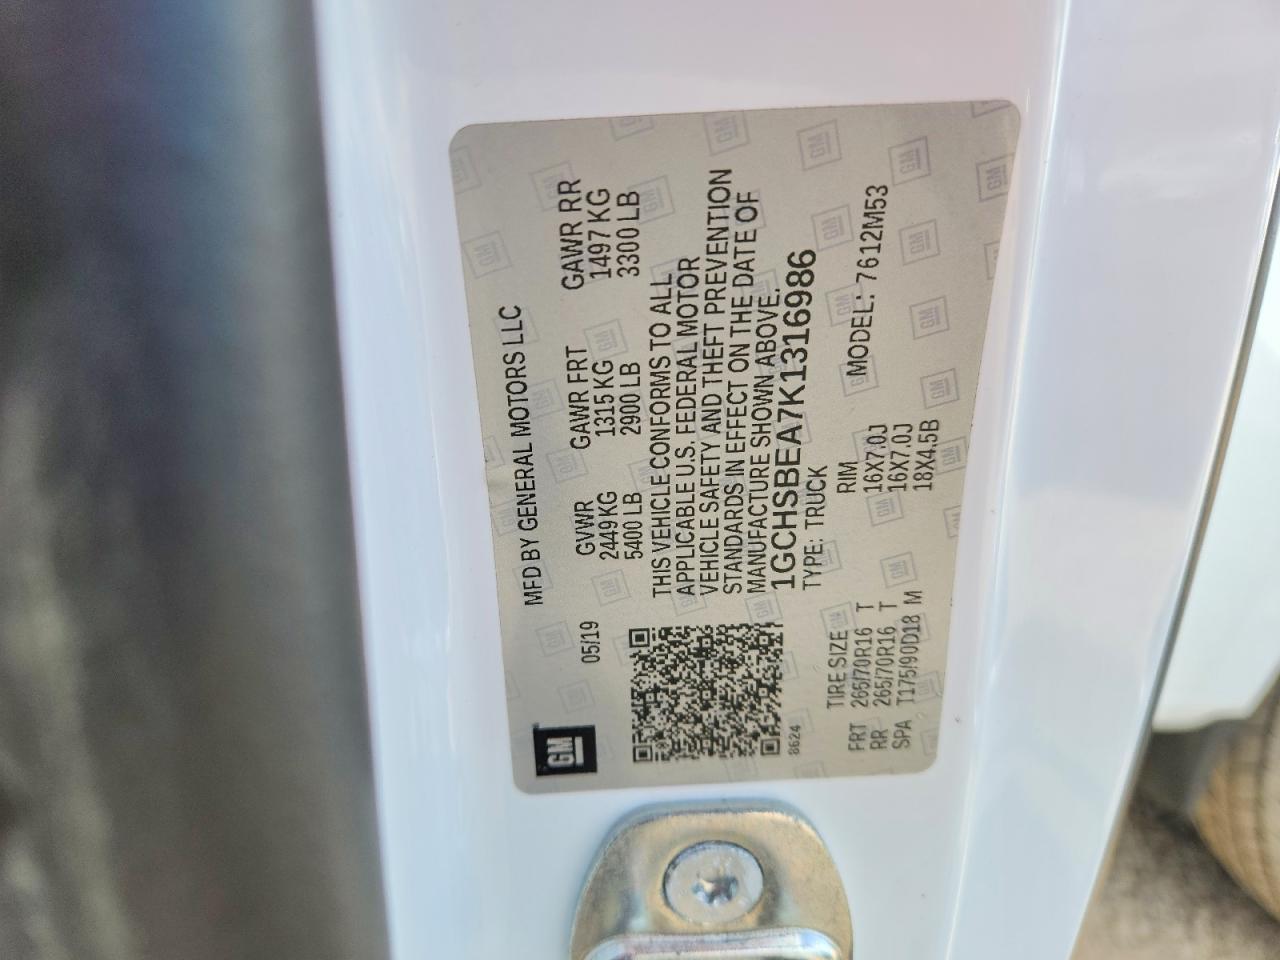 GM
MFD BY GENERAL MOTORS LLC
05/19
GVWR GAWR FRT GAWR RR
2449 KG 1315 KG 1497 KG
5400 LB 2900 LB 3300 LB
THIS VEHICLE CONFORMS TO ALL
APPLICABLE U.S. FEDERAL MOTOR
VEHICLE SAFETY AND THEFT PREVENTION
STANDARDS IN EFFECT ON THE DATE OF
MANUFACTURE SHOWN ABOVE.
1GCHSBEA7K1316986
8624
TYPE: TRUCK
MODEL: 7612M53
TIRE SIZE RIM
FRT 265/70R16 T 16X7.0J
RR 265/70R16 T 16X7.0J
SPA T175/90D18 M 18X4.5B